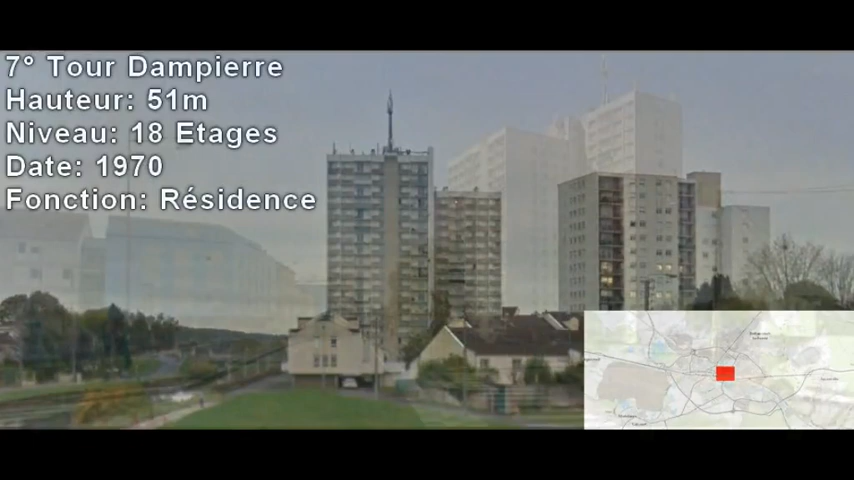 7° Tour Dampierre
Hauteur: 51m
Niveau: 18 Etages
Date: 1970
Fonction: Résidence